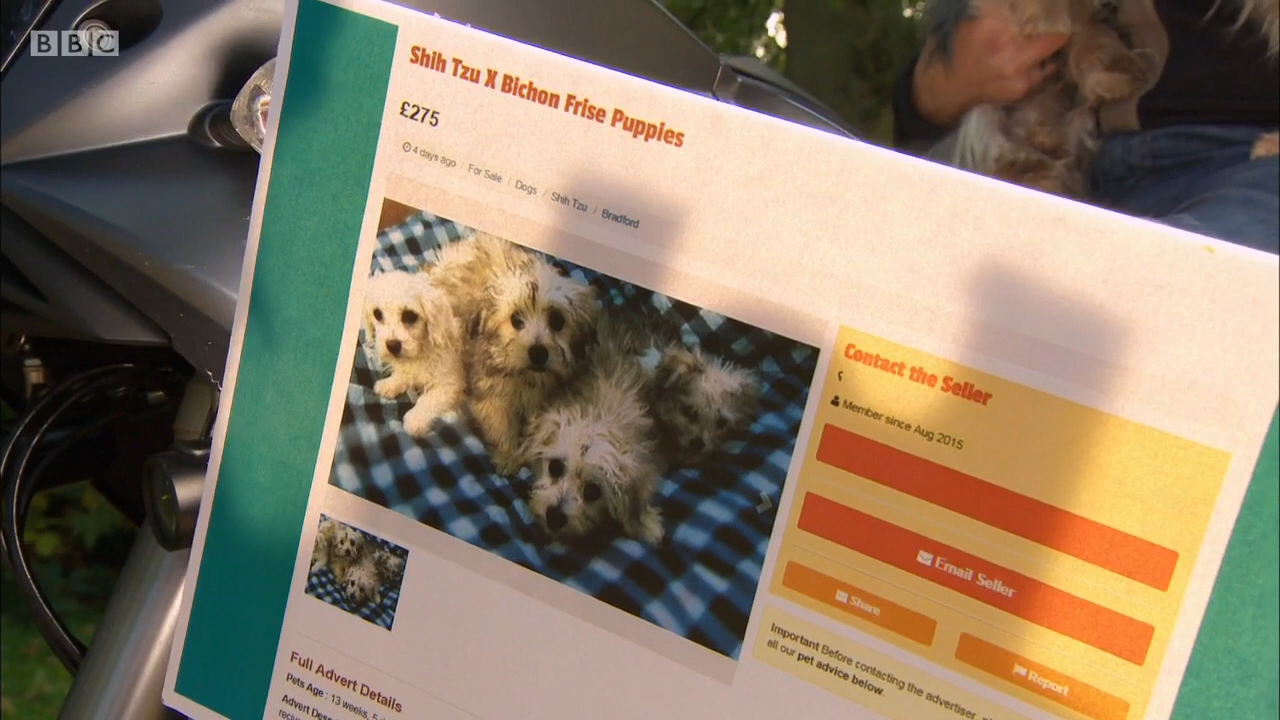 BBC
Shih Tzu X Bichon Frise Puppies
£275
4 days ago / For Sale / Dogs / Shih Tzu / Bradford
Contact the Seller
Member since Aug 2015
Email Seller
Share
Report
Important Before contacting the advertiser,
all our pet advice below.
Full Advert Details
Pets Age : 13 weeks, 5
Advert